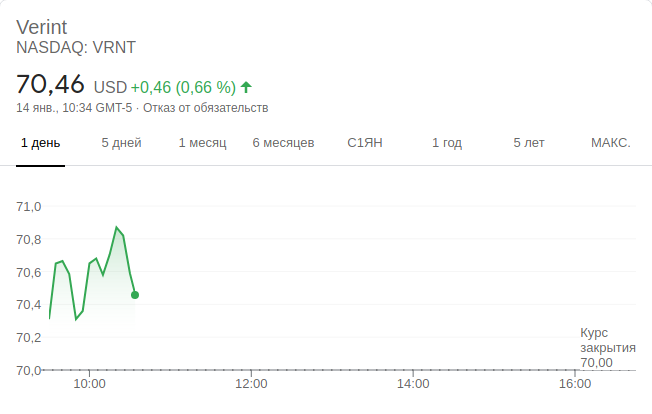 Verint
NASDAQ: VRNT
70,46 USD +0,46 (0,66 %)
14 янв., 10:34 GMT-5 · Отказ от обязательств
1 день 5 дней 1 месяц 6 месяцев С1ЯН 1 год 5 лет МАКС.
71,0
70,8
70,6
70,4
70,2
70,0
Курс
закрытия
70,00
10:00 12:00 14:00 16:00